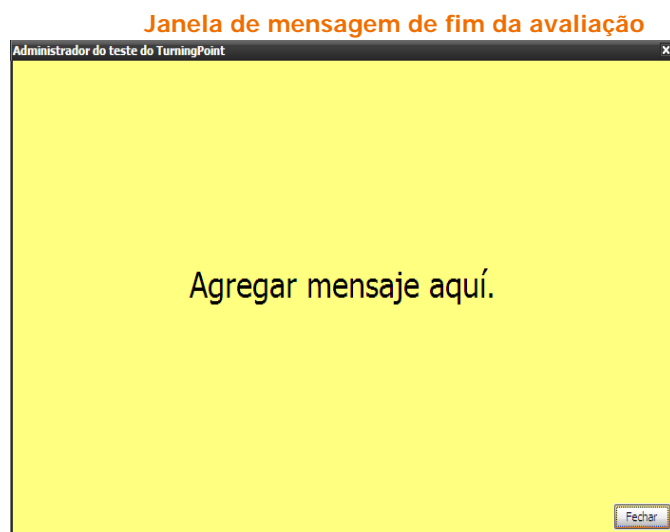 Janela de mensagem de fim da avaliação
Administrador do teste do TurningPoint
x
Agregar mensaje aquí.
Fechar